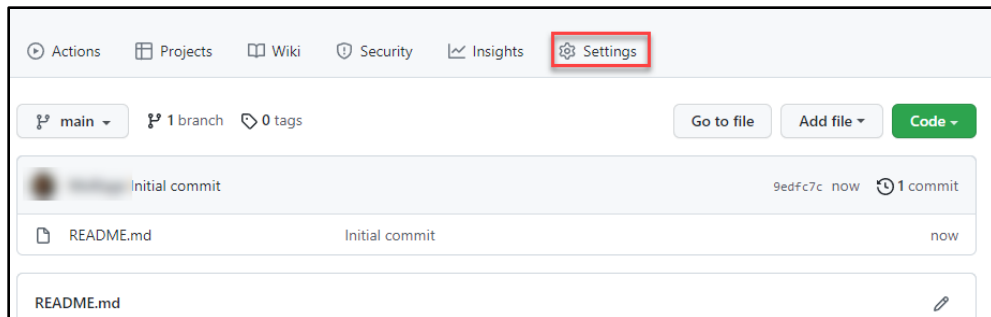 Actions Projects Wiki Security Insights Settings
main 1 branch 0 tags Go to file Add file Code
Initial commit 9edfc7c now 1 commit
README.md Initial commit now
README.md